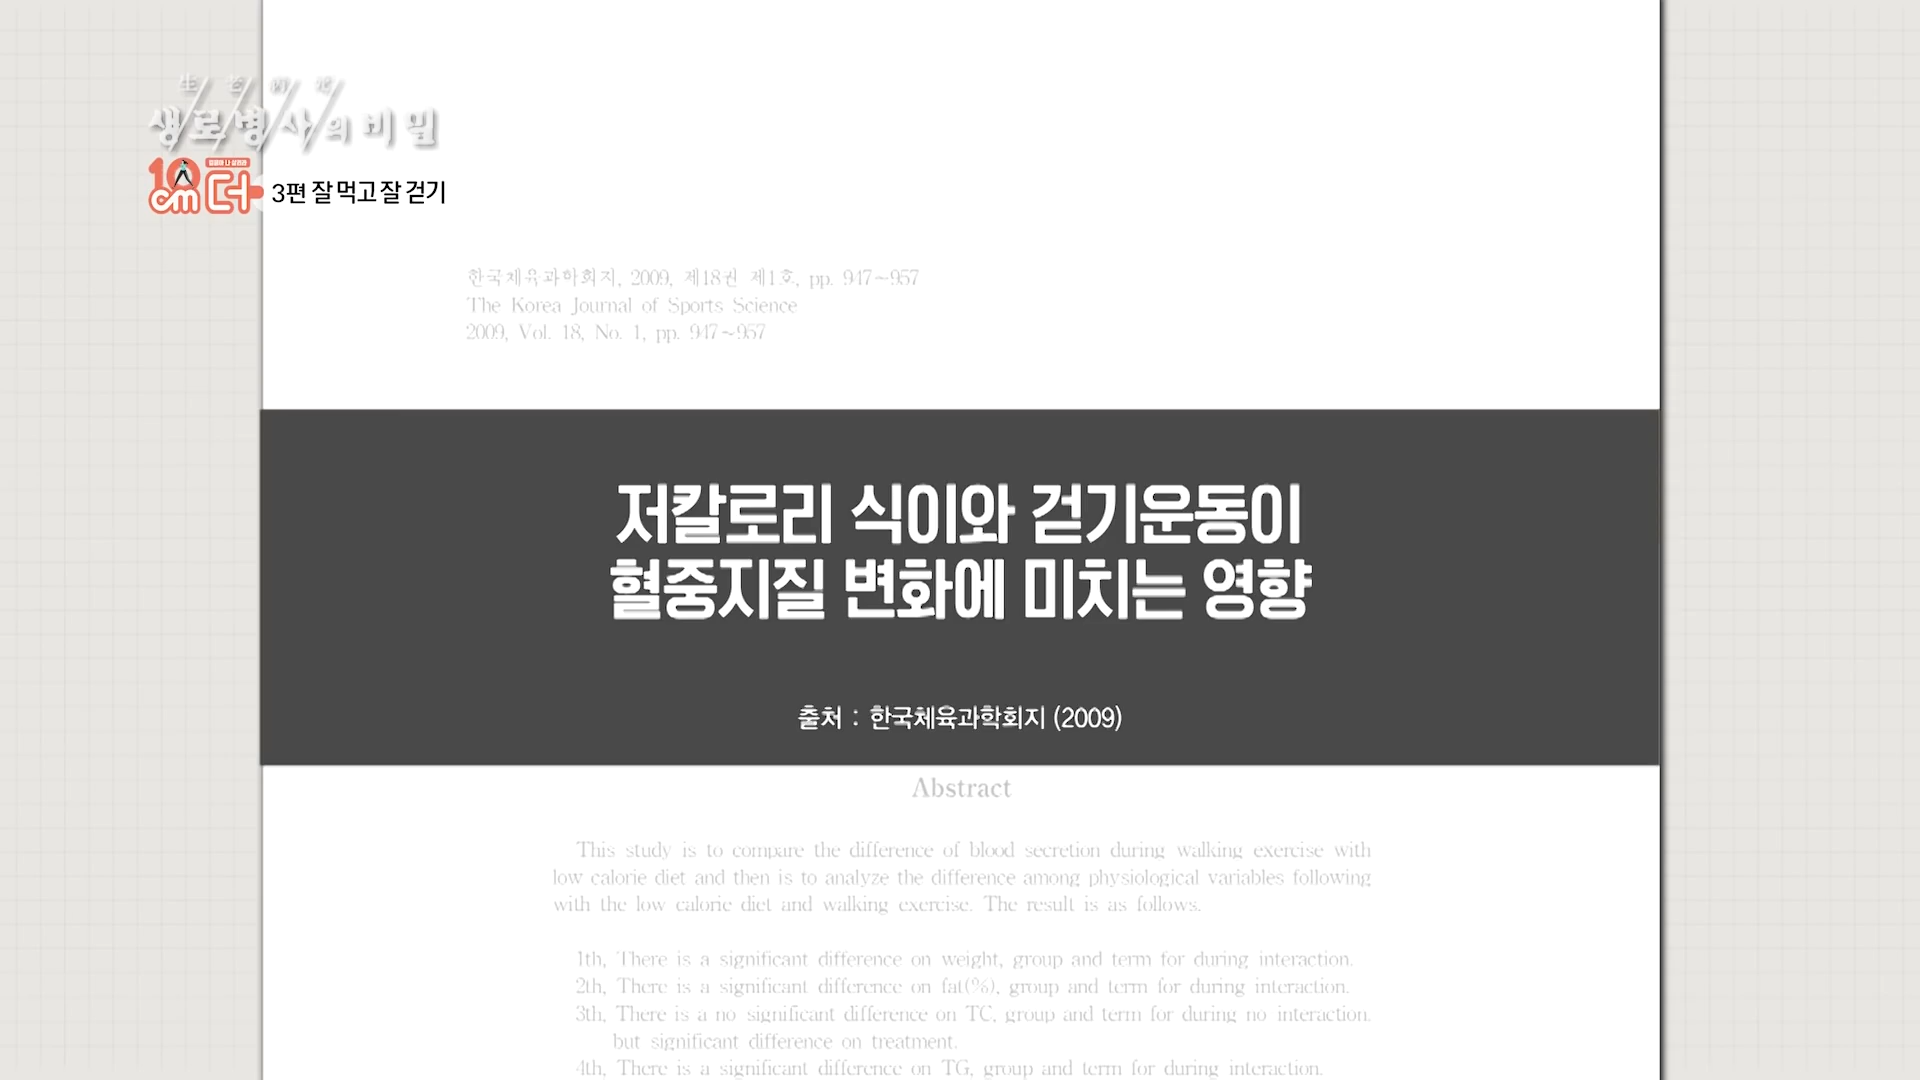 生老病死
생로병사의 비밀
10cm 더
3편 잘 먹고 잘 걷기
한국체육과학회지, 2009, 제18권 제1호, pp. 947~957
The Korea Journal of Sports Science
2009, Vol. 18, No. 1, pp. 947~957
저칼로리 식이와 걷기운동이
혈중지질 변화에 미치는 영향
출처 : 한국체육과학회지 (2009)
Abstract
This study is to compare the difference of blood secretion during walking exercise with
low calorie diet and then is to analyze the difference among physiological variables following
with the low calorie diet and walking exercise. The result is as follows.
1th, There is a significant difference on weight, group and term for during interaction.
2th, There is a significant difference on fat(%), group and term for during interaction.
3th, There is a no significant difference on TC, group and term for during no interaction.
but significant difference on treatment.
4th, There is a significant difference on TG, group and term for during interaction.